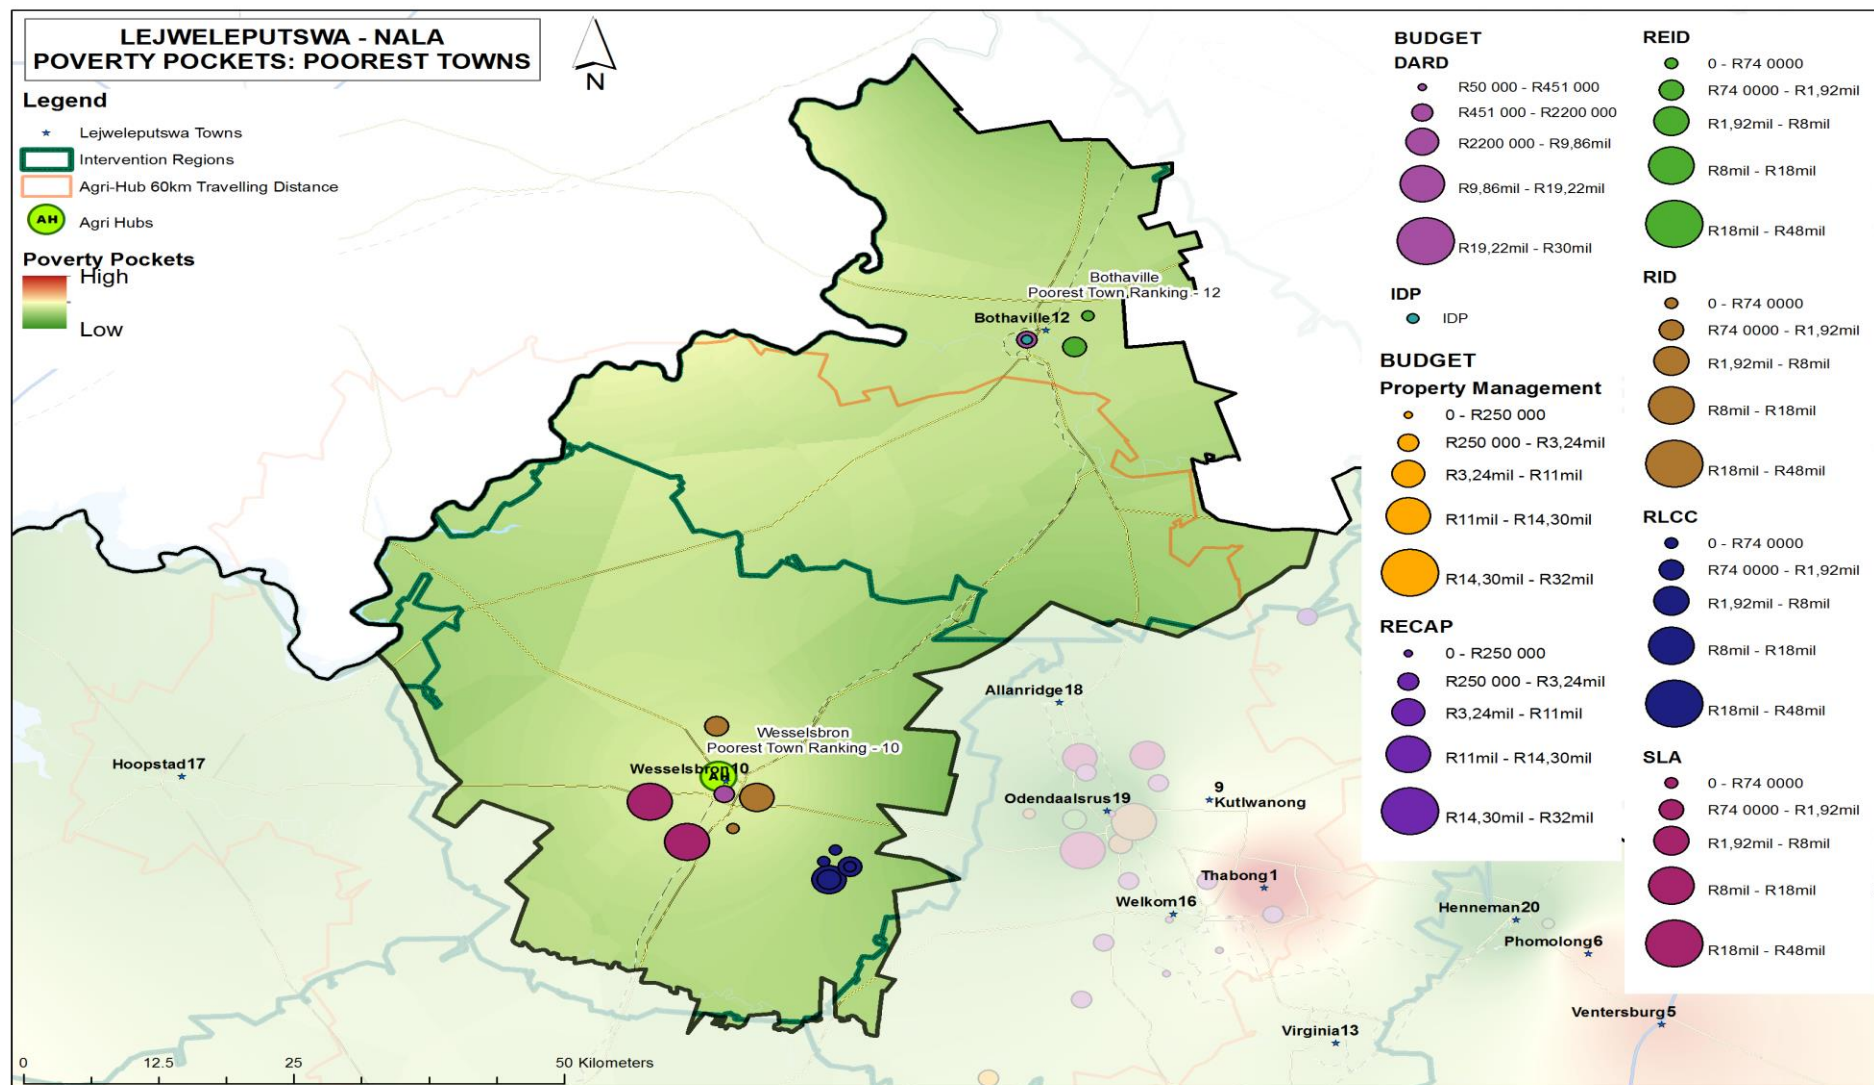 LEJWELEPUTSWA - NALA
POVERTY POCKETS: POOREST TOWNS
N
Legend
Lejweleputswa Towns
Intervention Regions
Agri-Hub 60km Travelling Distance
AH
Agri Hubs
Poverty Pockets
High
Low
Bothaville
Poorest Town Ranking - 12
Bothaville12
Wesselsbron
Poorest Town Ranking - 10
Wesselsbron10
AH
Hoopstad17
Allanridge18
Odendaalsrus19
9
Kutlwanong
Thabong1
Welkom16
Henneman20
Phomolong6
Ventersburg5
Virginia13
0 12.5 25 50 Kilometers
BUDGET
DARD
R50 000 - R451 000
R451 000 - R2200 000
R2200 000 - R9,86mil
R9,86mil - R19,22mil
R19,22mil - R30mil
IDP
IDP
BUDGET
Property Management
0 - R250 000
R250 000 - R3,24mil
R3,24mil - R11mil
R11mil - R14,30mil
R14,30mil - R32mil
RECAP
0 - R250 000
R250 000 - R3,24mil
R3,24mil - R11mil
R11mil - R14,30mil
R14,30mil - R32mil
REID
0 - R74 0000
R74 0000 - R1,92mil
R1,92mil - R8mil
R8mil - R18mil
R18mil - R48mil
RID
0 - R74 0000
R74 0000 - R1,92mil
R1,92mil - R8mil
R8mil - R18mil
R18mil - R48mil
RLCC
0 - R74 0000
R74 0000 - R1,92mil
R1,92mil - R8mil
R8mil - R18mil
R18mil - R48mil
SLA
0 - R74 0000
R74 0000 - R1,92mil
R1,92mil - R8mil
R8mil - R18mil
R18mil - R48mil